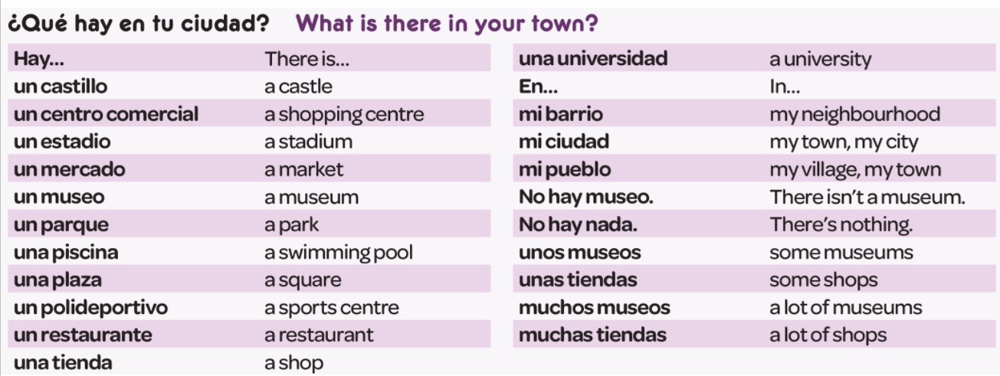 ¿Qué hay en tu ciudad? What is there in your town?
Hay... There is...
un castillo a castle
un centro comercial a shopping centre
un estadio a stadium
un mercado a market
un museo a museum
un parque a park
una piscina a swimming pool
una plaza a square
un polideportivo a sports centre
un restaurante a restaurant
una tienda a shop
una universidad a university
En... In...
mi barrio my neighbourhood
mi ciudad my town, my city
mi pueblo my village, my town
No hay museo. There isn't a museum.
No hay nada. There's nothing.
unos museos some museums
unas tiendas some shops
muchos museos a lot of museums
muchas tiendas a lot of shops